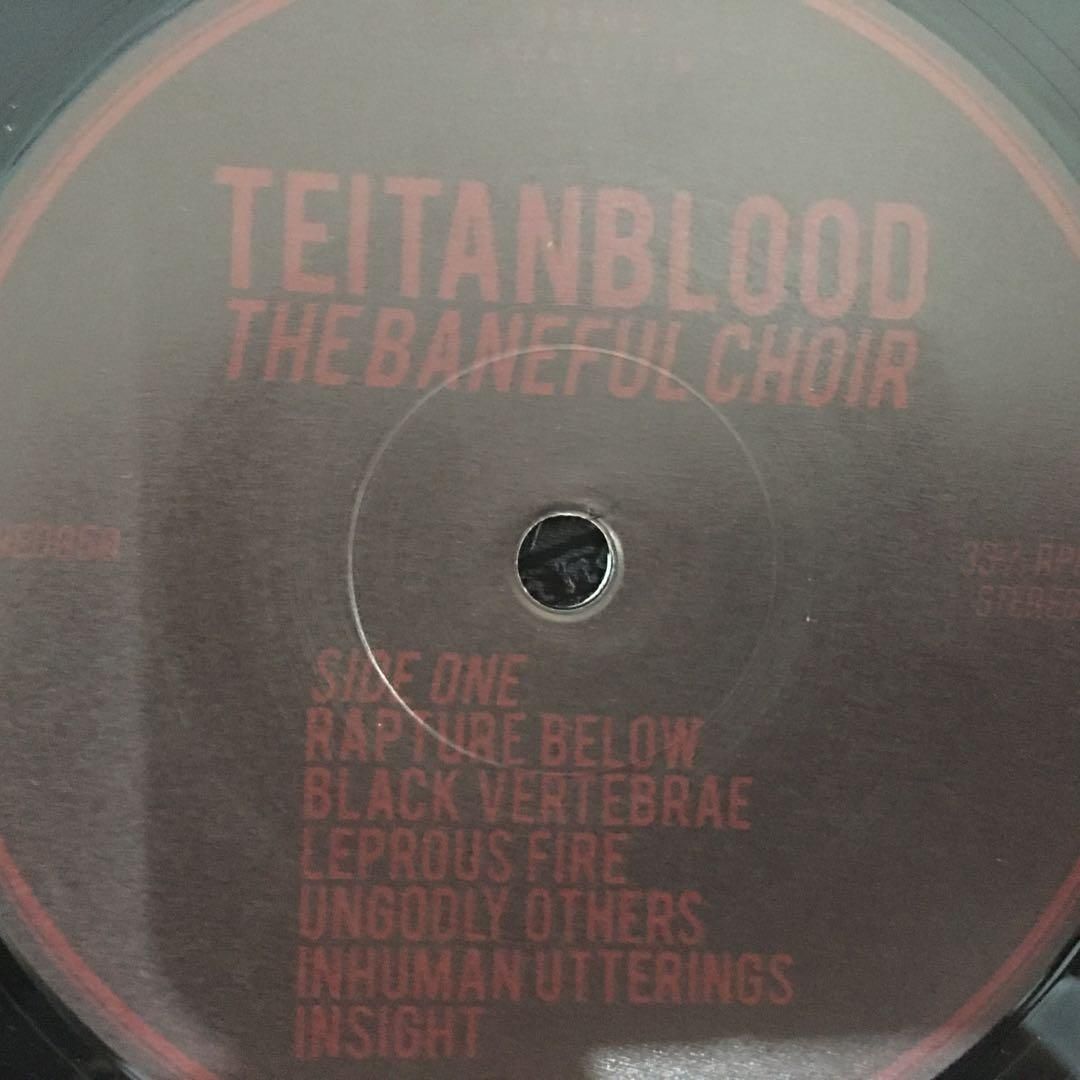 TEITANBLOOD
THE BANEFUL CHOIR
SIDE ONE
RAPTURE BELOW
BLACK VERTEBRAE
LEPROUS FIRE
UNGODLY OTHERS
INHUMAN UTTERINGS
INSIGHT